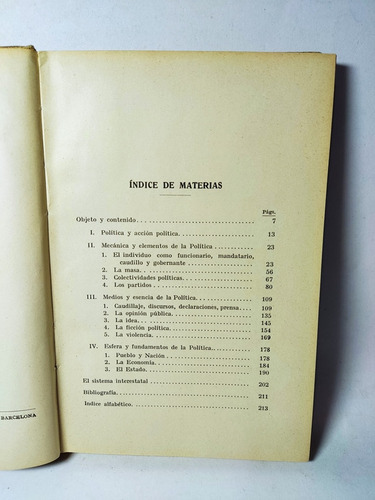 ÍNDICE DE MATERIAS
Págs.
Objeto y contenido. . . . . . . . . . . . . . . . . . . . . . . . . . . 7
I. Política y acción política. . . . . . . . . . . . . . . . . . . . 13
II. Mecánica y elementos de la Política . . . . . . . . . . . . 23
1. El individuo como funcionario, mandatario,
caudillo y gobernante . . . . . . . . . . . . . . . . . . 23
2. La masa. . . . . . . . . . . . . . . . . . . . . . . . . . . 56
3. Colectividades políticas. . . . . . . . . . . . . . . . . 67
4. Los partidos . . . . . . . . . . . . . . . . . . . . . . . 80
III. Medios y esencia de la Política. . . . . . . . . . . . . . . 109
1. Caudillaje, discursos, declaraciones, prensa. . . . 109
2. La opinión pública. . . . . . . . . . . . . . . . . . . . 135
3. La idea. . . . . . . . . . . . . . . . . . . . . . . . . . . 145
4. La ficción política . . . . . . . . . . . . . . . . . . . . 154
5. La violencia. . . . . . . . . . . . . . . . . . . . . . . . 169
IV. Esfera y fundamentos de la Política. . . . . . . . . . . . 178
1. Pueblo y Nación . . . . . . . . . . . . . . . . . . . . . 178
2. La Economía. . . . . . . . . . . . . . . . . . . . . . . 184
3. El Estado. . . . . . . . . . . . . . . . . . . . . . . . . 190
El sistema interestatal . . . . . . . . . . . . . . . . . . . . . . . 202
Bibliografía. . . . . . . . . . . . . . . . . . . . . . . . . . . . . . 211
Índice alfabético. . . . . . . . . . . . . . . . . . . . . . . . . . 213
BARCELONA